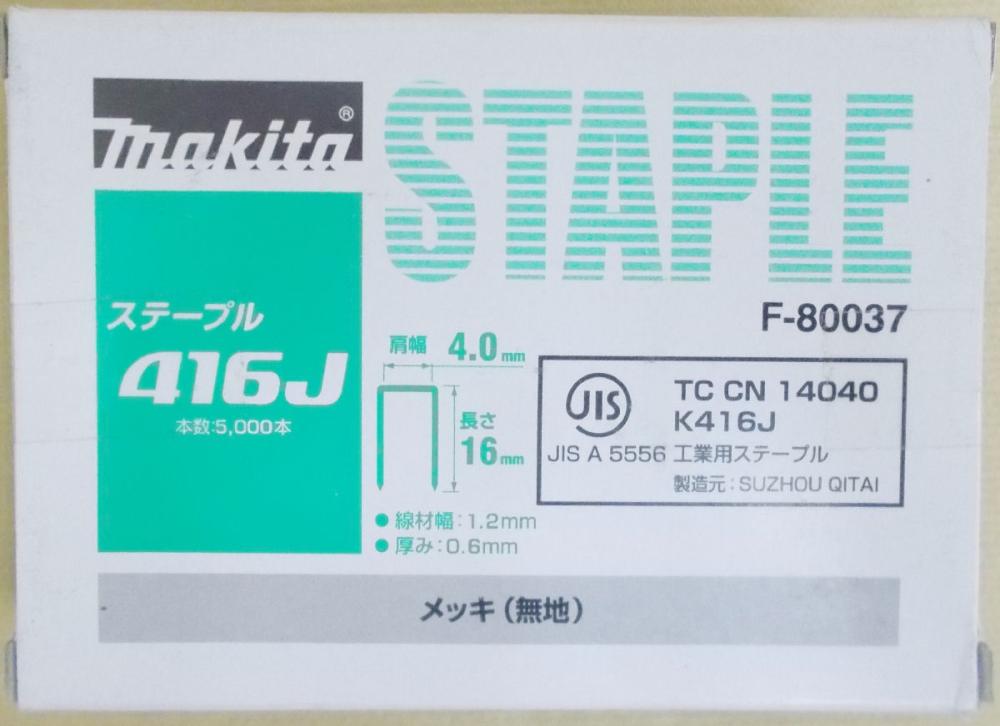 makita®
STAPLE
F-80037
ステープル
416J
本数:5,000本
肩幅 4.0mm
長さ
16mm
JIS
TC CN 14040
K416J
JIS A 5556 工業用ステープル
製造元:SUZHOU QITAI
● 線材幅:1.2mm
● 厚み:0.6mm
メッキ(無地)